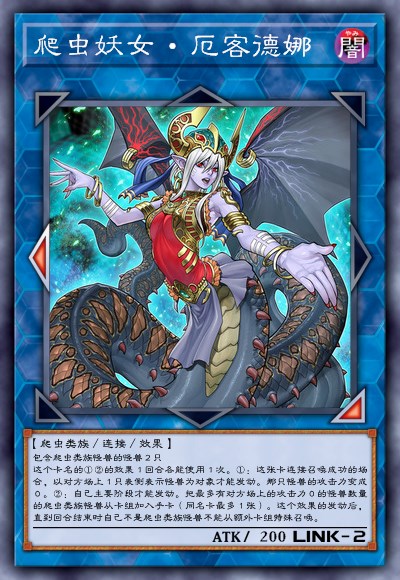 爬虫妖女·厄客德娜
やみ
闇
【爬虫类族／连接／效果】
包含爬虫类族怪兽的怪兽２只
这个卡名的①②的效果１回合各能使用１次。①：这张卡连接召唤成功的场
合，以对方场上１只表侧表示怪兽为对象才能发动。那只怪兽的攻击力变成
０。②：自己主要阶段才能发动。把最多有对方场上的攻击力０的怪兽数量
的爬虫类族怪兽从卡组加入手卡（同名卡最多１张）。这个效果的发动后，
直到回合结束时自己不是爬虫类族怪兽不能从额外卡组特殊召唤。
ATK/ 200 LINK-2